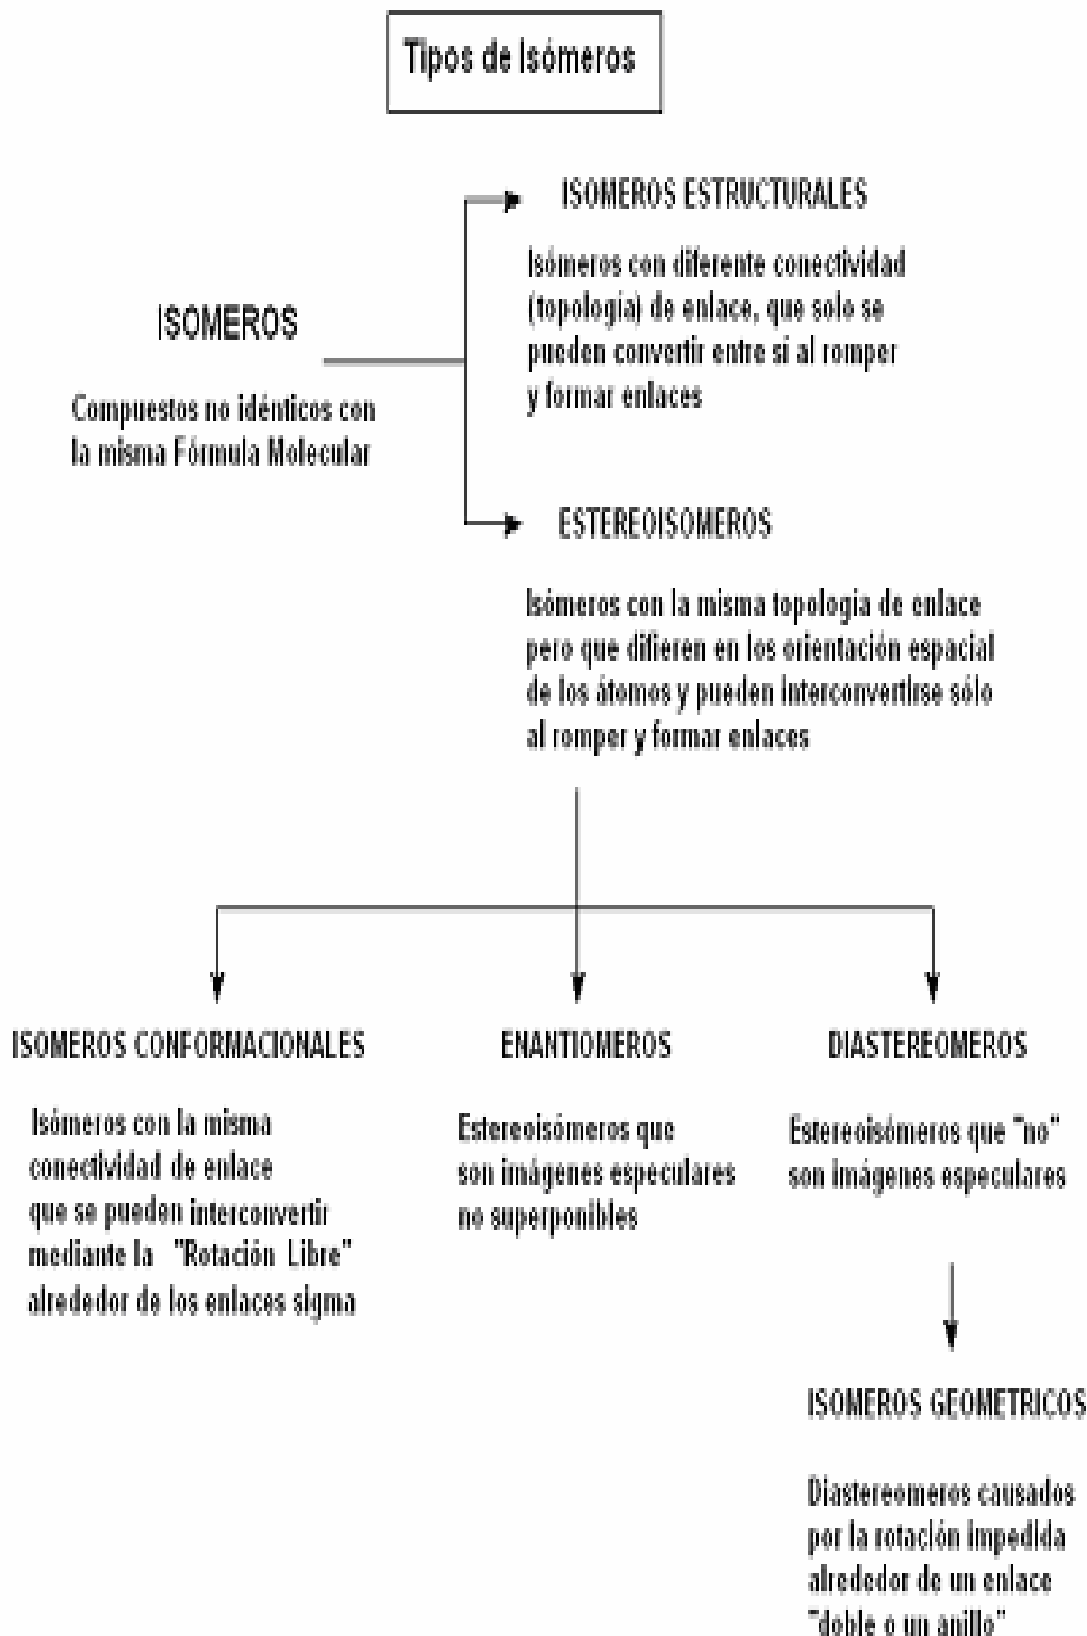 Tipos de Isómeros
ISOMEROS ESTRUCTURALES
Isómeros con diferente conectividad
(topología) de enlace, que solo se
pueden convertir entre sí al romper
y formar enlaces
ISOMEROS
Compuestos no idénticos con
la misma Fórmula Molecular
ESTEREOISOMEROS
Isómeros con la misma topología de enlace
pero que difieren en los orientación espacial
de los átomos y pueden interconvertirse sólo
al romper y formar enlaces
ISOMEROS CONFORMACIONALES
Isómeros con la misma
conectividad de enlace
que se pueden interconvertir
mediante la "Rotación Libre"
alrededor de los enlaces sigma
ENANTIOMEROS
Estereoisómeros que
son imágenes especulares
no superponibles
DIASTEREOMEROS
Estereoisómeros que "no"
son imágenes especulares
ISOMEROS GEOMETRICOS
Diastereomeros causados
por la rotación impedida
alrededor de un enlace
"doble o un anillo"